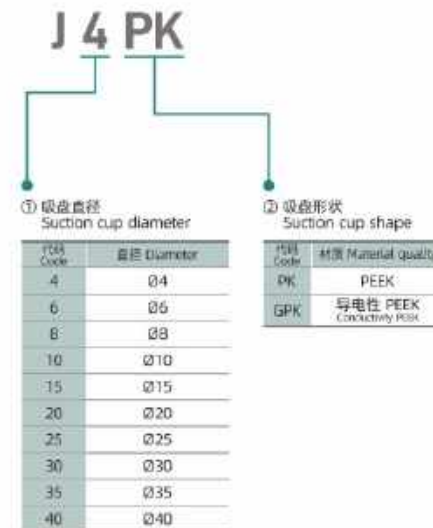 J 4 PK
① 吸盘直径
Suction cup diameter
代码 Code 直径 Diameter
4 Ø4
6 Ø6
8 Ø8
10 Ø10
15 Ø15
20 Ø20
25 Ø25
30 Ø30
35 Ø35
40 Ø40
② 吸盘形状
Suction cup shape
代码 Code 材质 Material quality
PK PEEK
GPK 导电性 PEEK
Conductivity PEEK